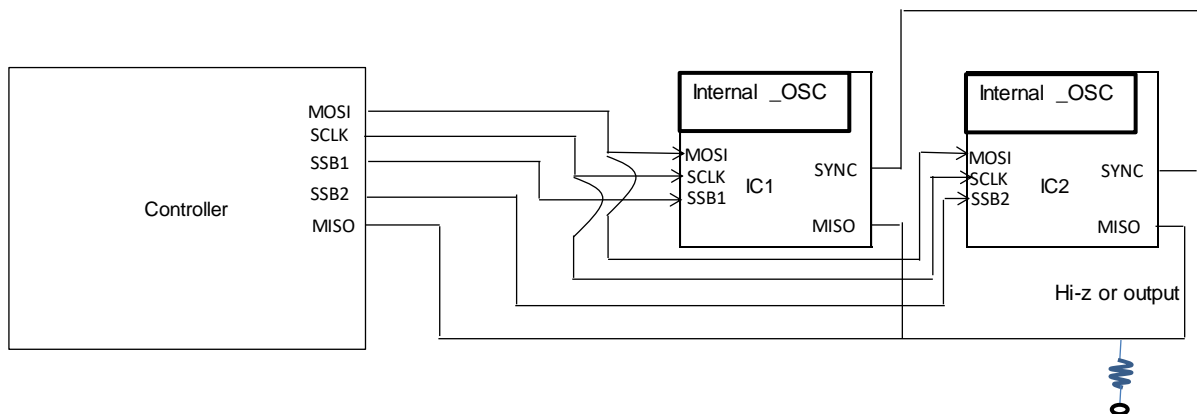 Controller
MOSI
SCLK
SSB1
SSB2
MISO
Internal _OSC
MOSI
SCLK
SSB1
IC1
SYNC
MISO
Internal _OSC
MOSI
SCLK
SSB2
IC2
SYNC
MISO
Hi-z or output